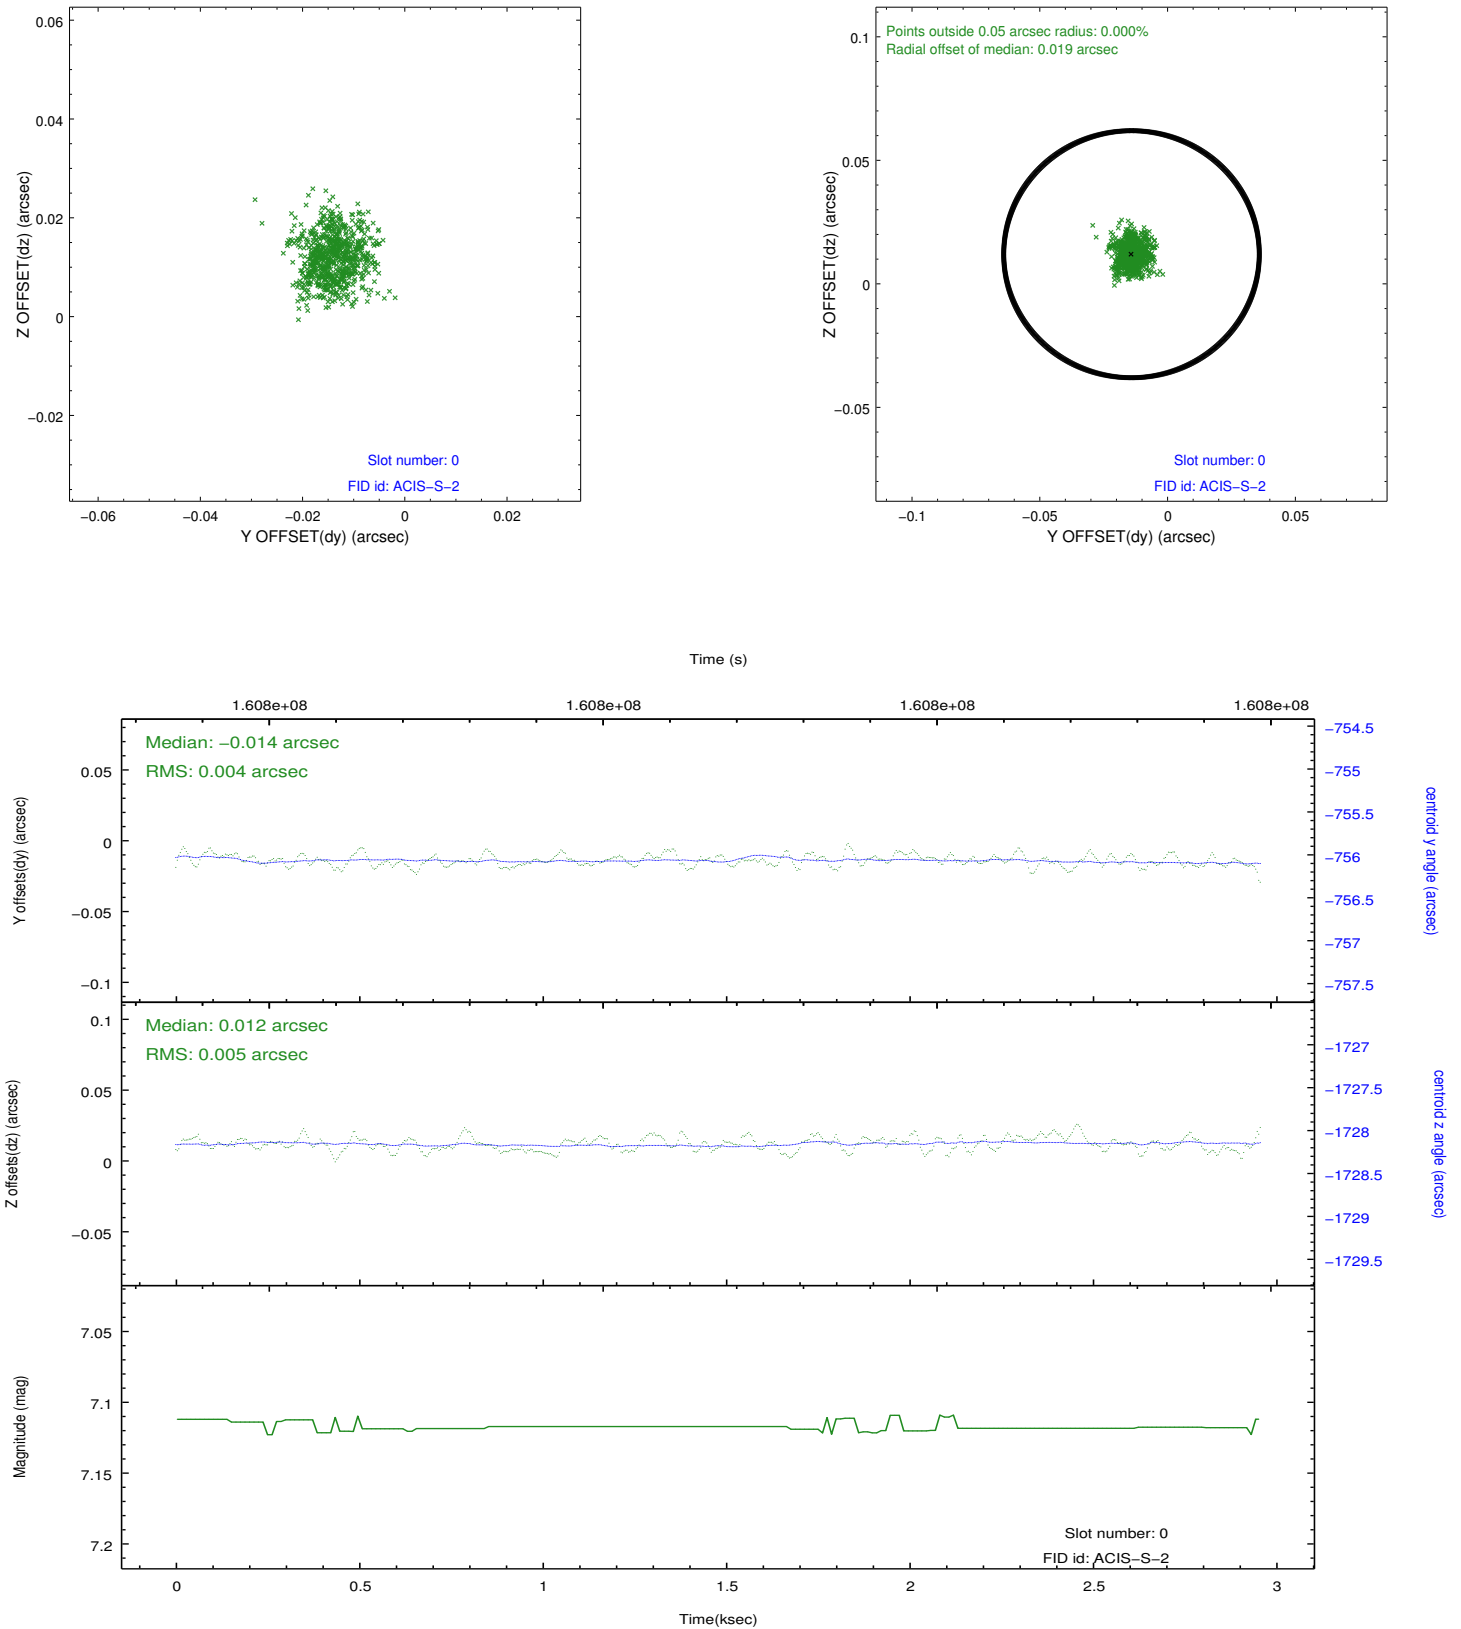 0.06
0.04
0.02
0
−0.02
Z OFFSET(dz) (arcsec)
Slot number: 0
FID id: ACIS−S−2
−0.06 −0.04 −0.02 0 0.02
Y OFFSET(dy) (arcsec)
Points outside 0.05 arcsec radius: 0.000%
Radial offset of median: 0.019 arcsec
0.1
0.05
0
−0.05
Z OFFSET(dz) (arcsec)
Slot number: 0
FID id: ACIS−S−2
−0.1 −0.05 0 0.05
Y OFFSET(dy) (arcsec)
Time (s)
1.608e+08 1.608e+08 1.608e+08 1.608e+08
Median: −0.014 arcsec
RMS: 0.004 arcsec
0.05
0
−0.05
−0.1
Y offsets(dy) (arcsec)
−754.5
−755
−755.5
−756
−756.5
−757
−757.5
centroid y angle (arcsec)
Median: 0.012 arcsec
RMS: 0.005 arcsec
0.1
0.05
0
−0.05
Z offsets(dz) (arcsec)
−1727
−1727.5
−1728
−1728.5
−1729
−1729.5
centroid z angle (arcsec)
7.05
7.1
7.15
7.2
Magnitude (mag)
Slot number: 0
FID id: ACIS−S−2
0 0.5 1 1.5 2 2.5 3
Time(ksec)